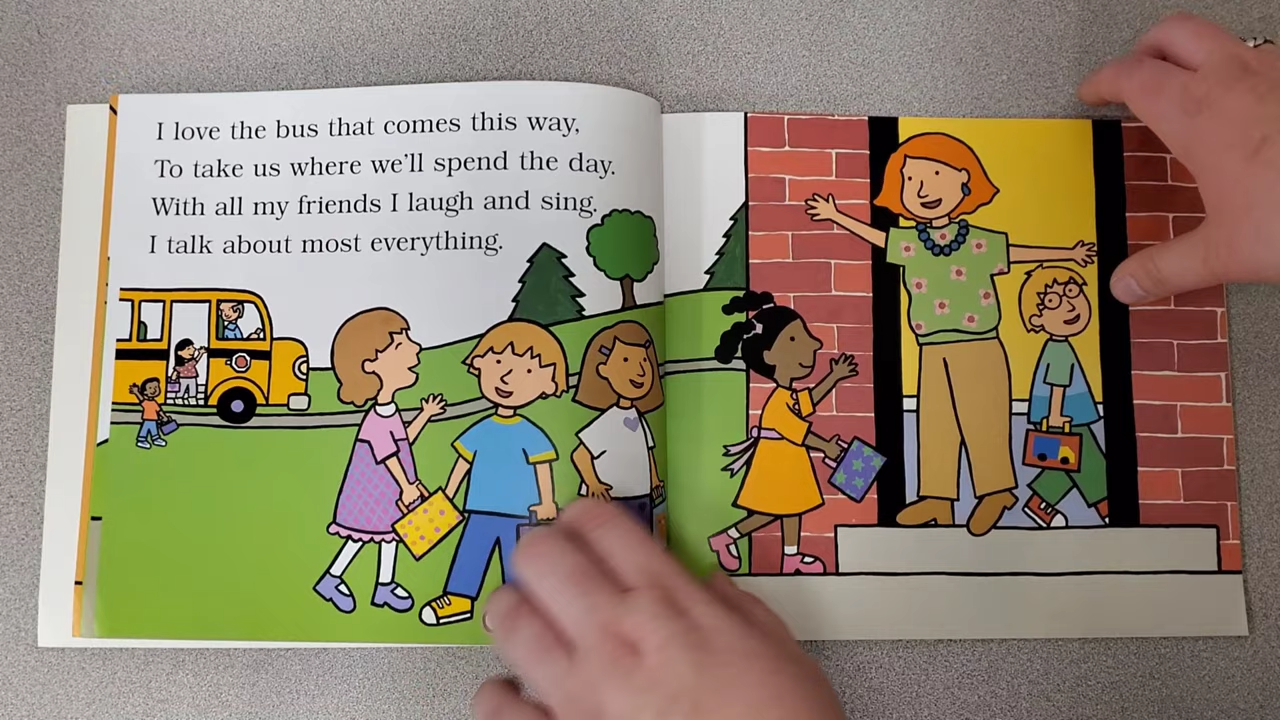 I love the bus that comes this way,
To take us where we'll spend the day.
With all my friends I laugh and sing.
I talk about most everything.